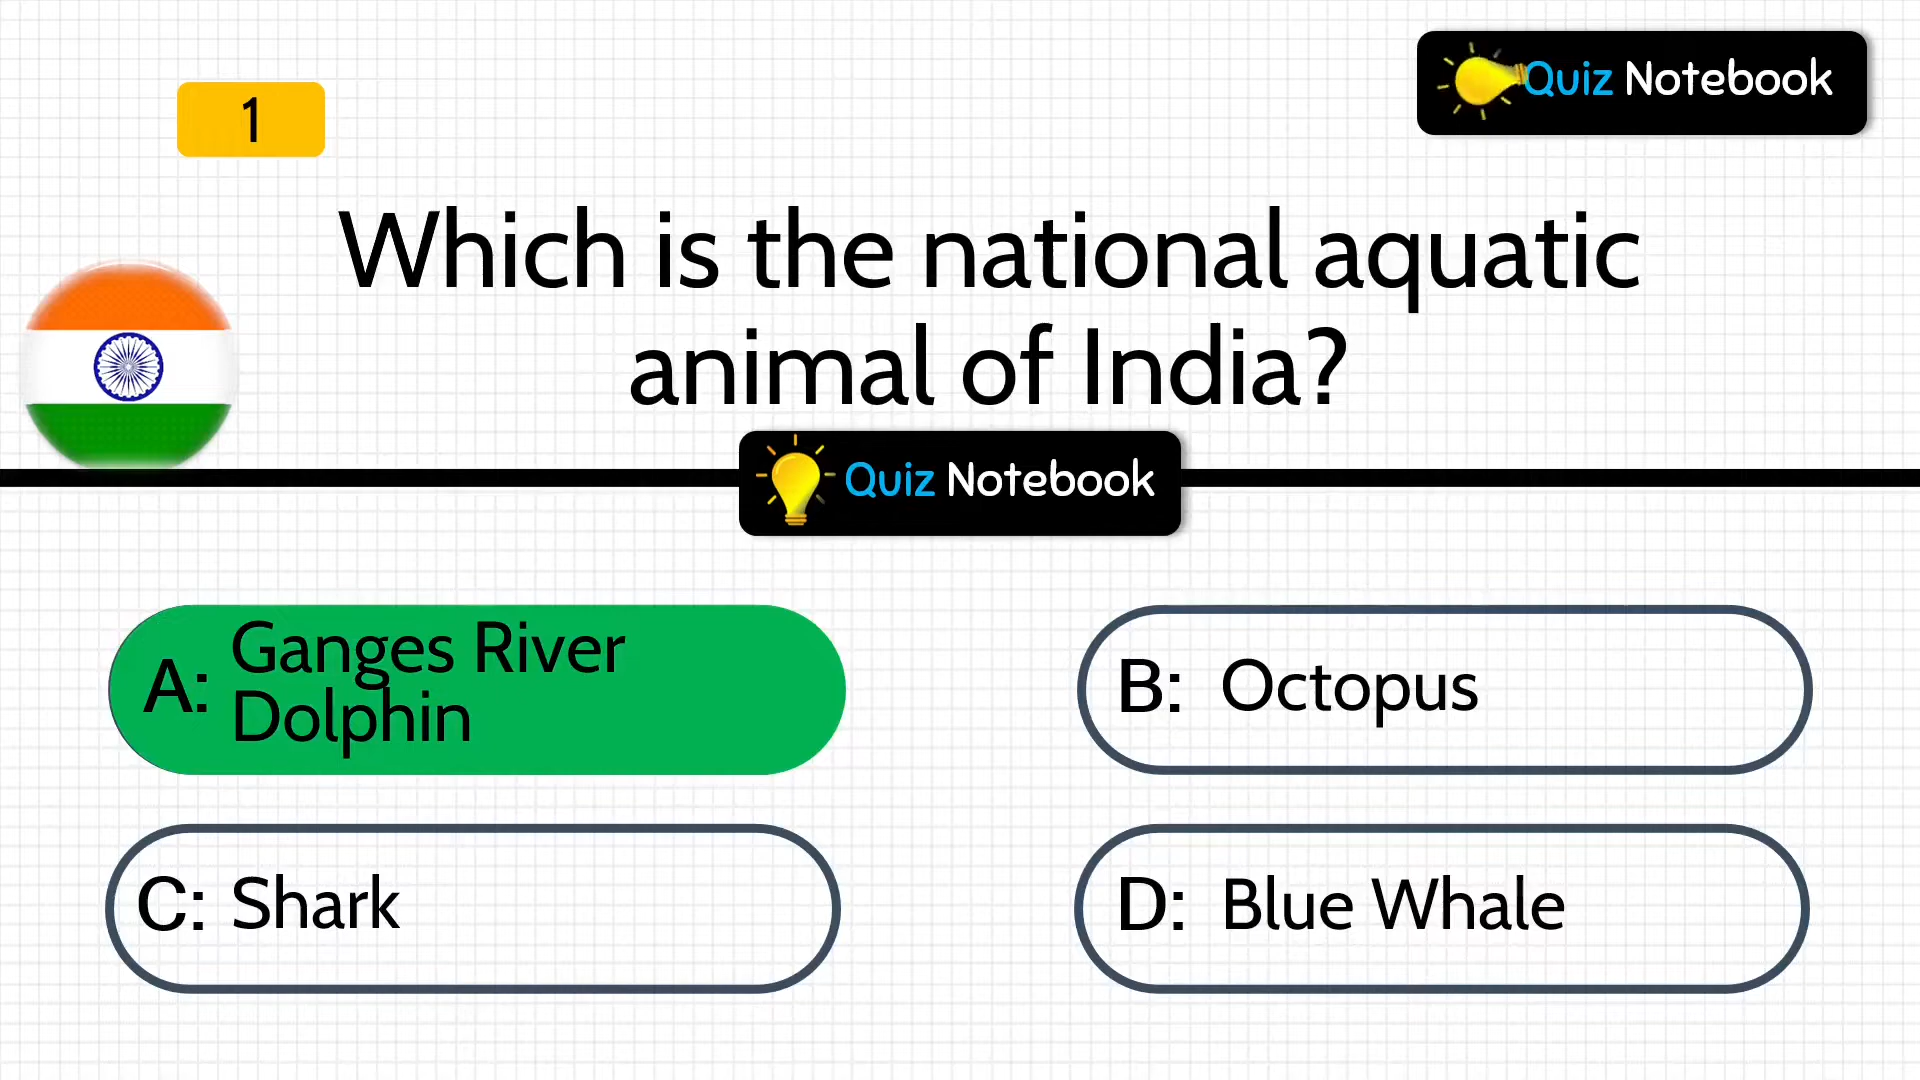 1
Quiz Notebook
Which is the national aquatic
animal of India?
Quiz Notebook
A: Ganges River
Dolphin
B: Octopus
C: Shark
D: Blue Whale